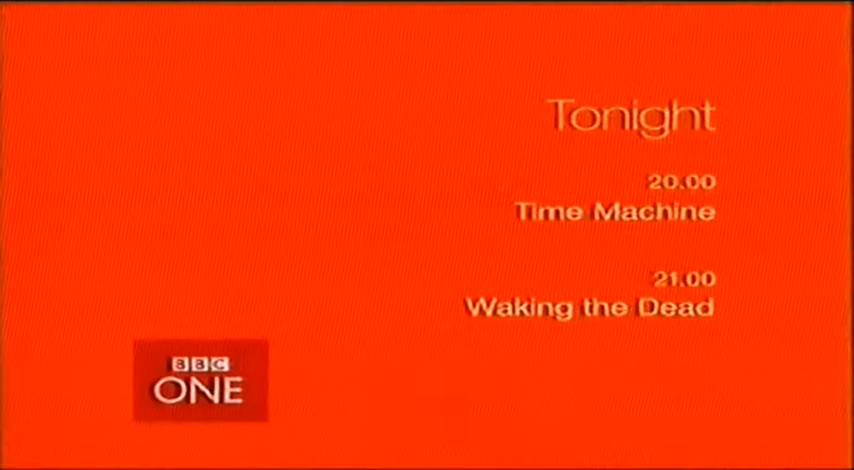 Tonight
20.00
Time Machine
21.00
Waking the Dead
BBC
ONE